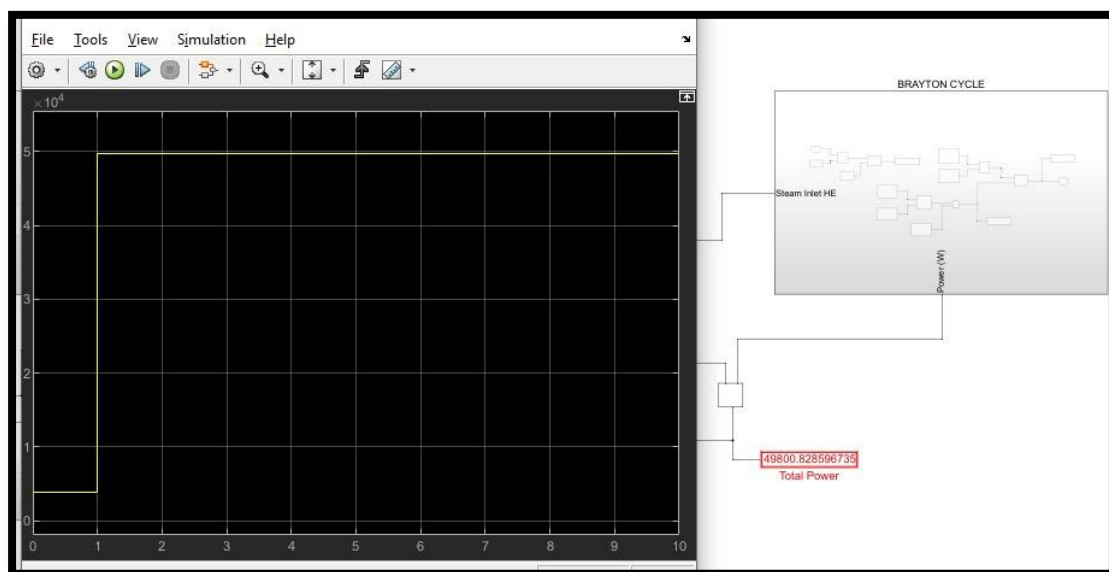 File Tools View Simulation Help
×10⁴
5
4
3
2
1
0
0 1 2 3 4 5 6 7 8 9 10
BRAYTON CYCLE
Steam Inlet HE
Power (W)
49800.828596735
Total Power